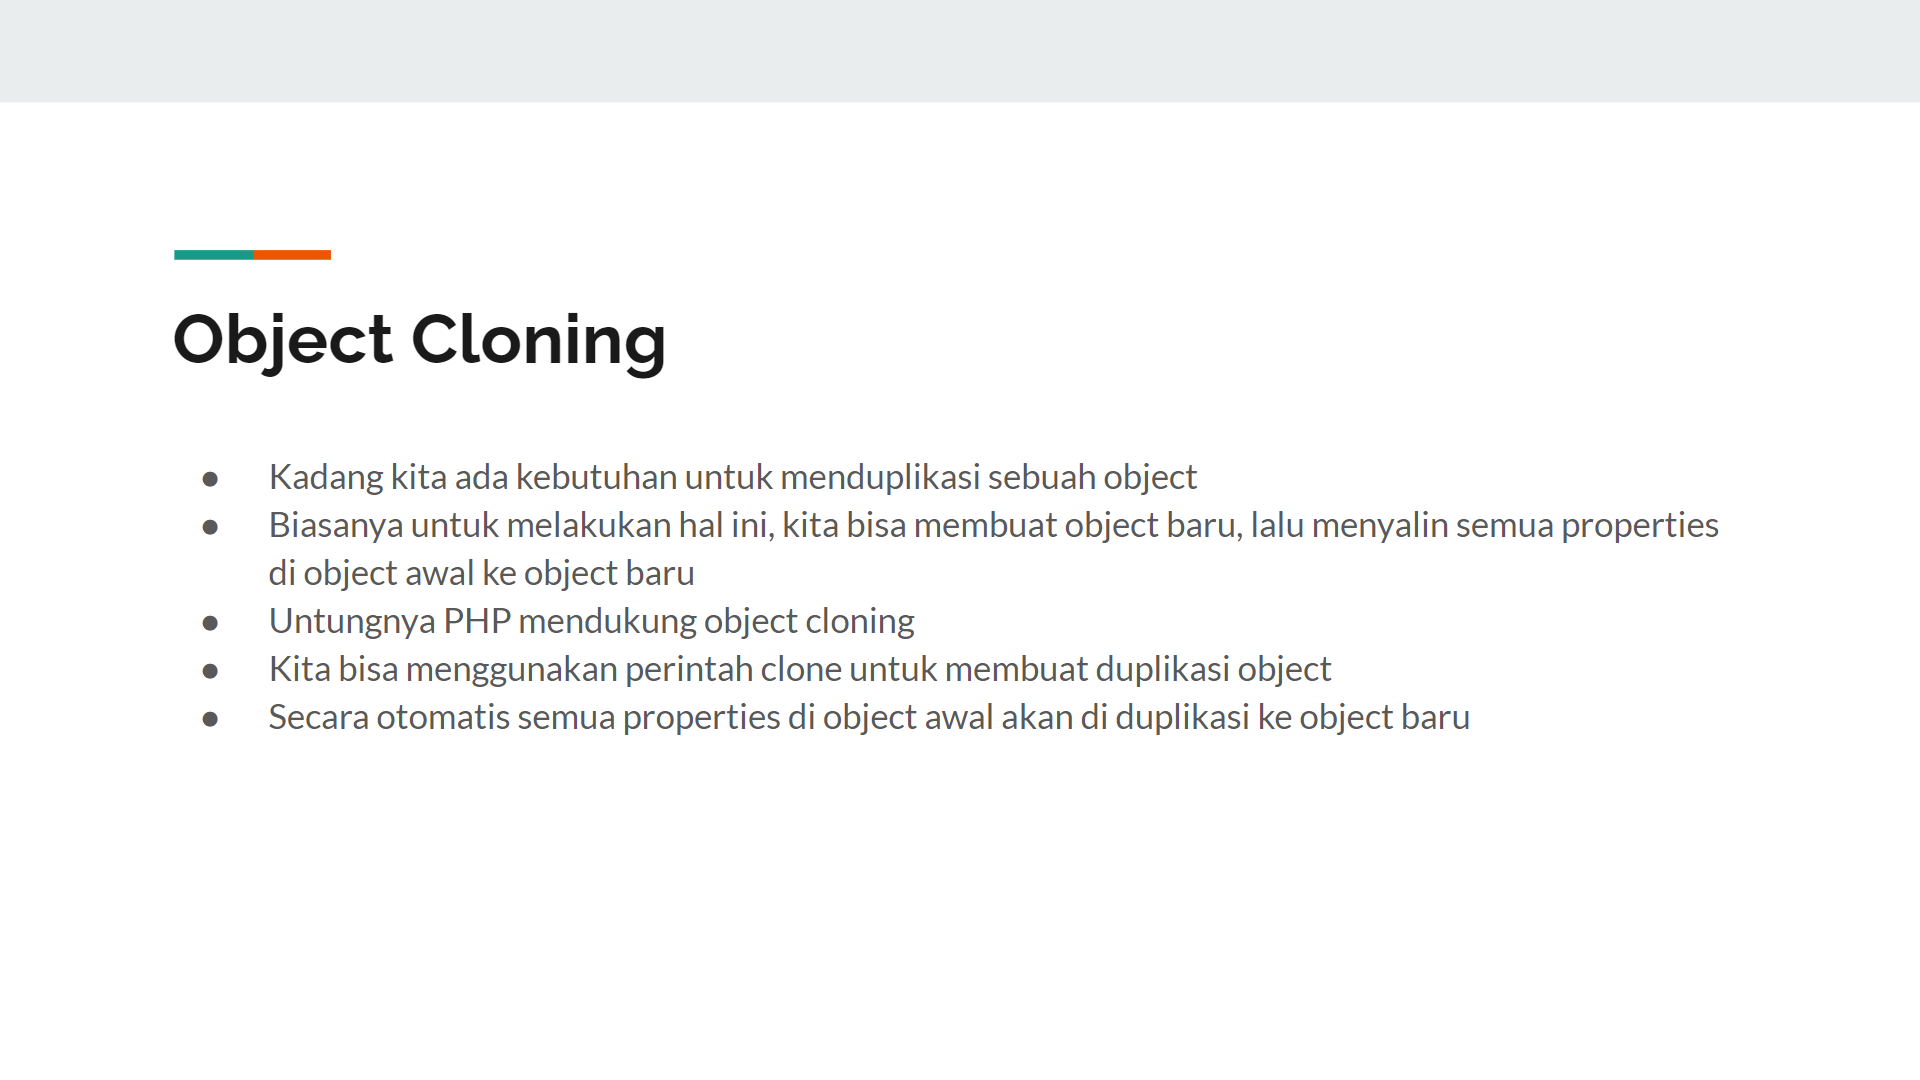 Object Cloning
● Kadang kita ada kebutuhan untuk menduplikasi sebuah object
● Biasanya untuk melakukan hal ini, kita bisa membuat object baru, lalu menyalin semua properties
di object awal ke object baru
● Untungnya PHP mendukung object cloning
● Kita bisa menggunakan perintah clone untuk membuat duplikasi object
● Secara otomatis semua properties di object awal akan di duplikasi ke object baru